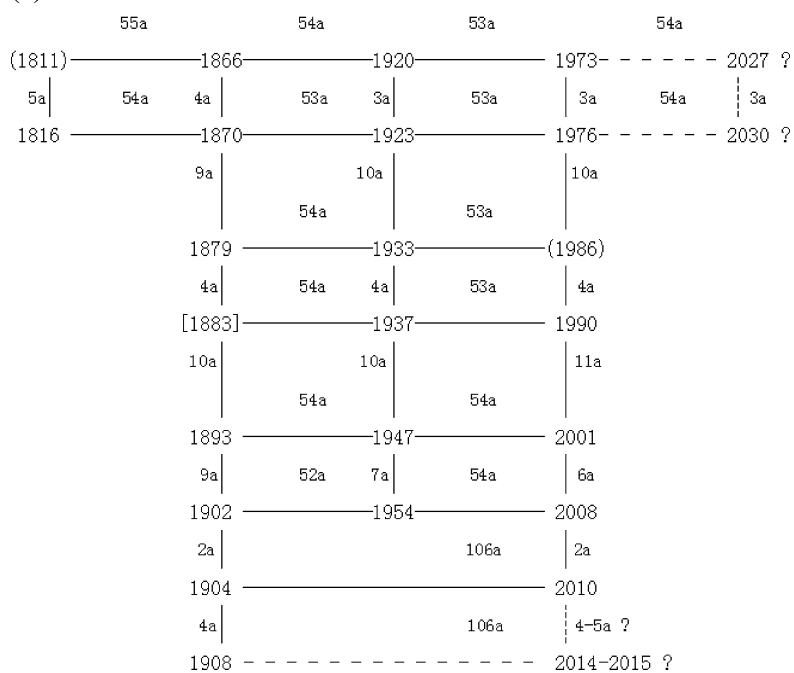 55a 54a 53a 54a
(1811) 1866 1920 1973 2027 ?
5a 54a 4a 53a 3a 53a 3a 54a 3a
1816 1870 1923 1976 2030 ?
9a 10a 10a
54a 53a
1879 1933 (1986)
4a 54a 4a 53a 4a
[1883] 1937 1990
10a 10a 11a
54a 54a
1893 1947 2001
9a 52a 7a 54a 6a
1902 1954 2008
2a 106a 2a
1904 2010
4a 106a 4-5a ?
1908 2014-2015 ?